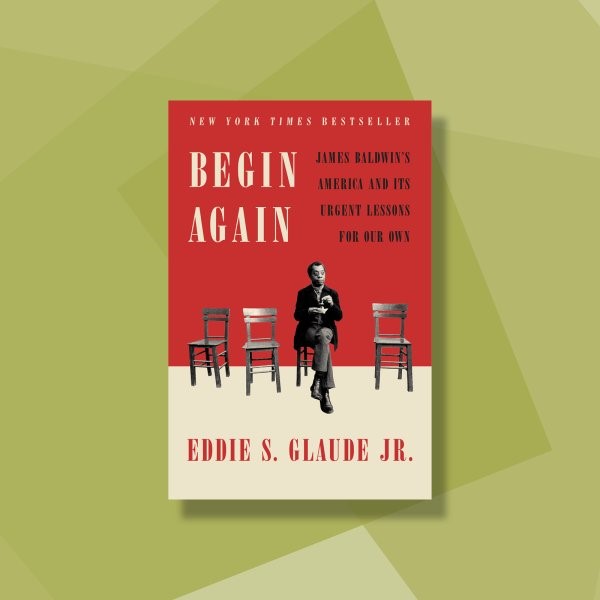 NEW YORK TIMES BESTSELLER
BEGIN
AGAIN
JAMES BALDWIN'S
AMERICA AND ITS
URGENT LESSONS
FOR OUR OWN
EDDIE S. GLAUDE JR.